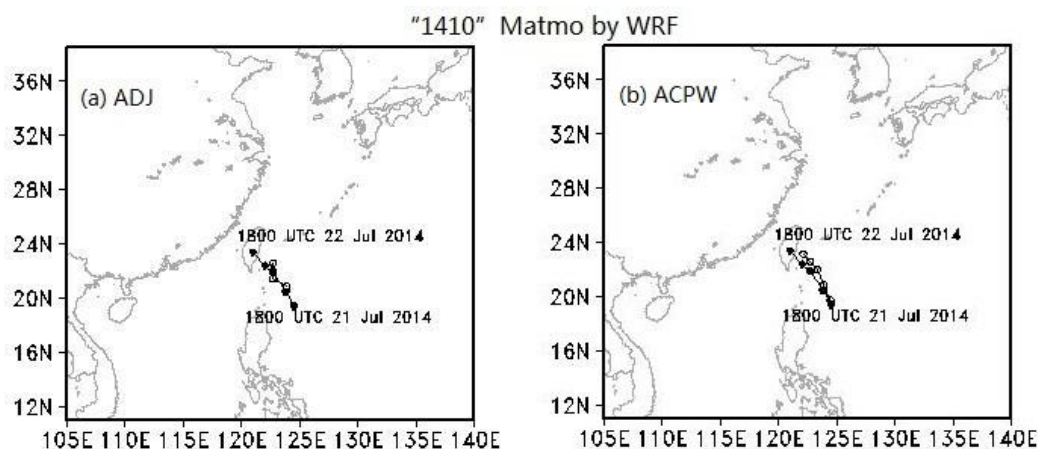 "1410" Matmo by WRF
(a) ADJ
36N
32N
28N
24N
20N
16N
12N
1800 UTC 22 Jul 2014
1800 UTC 21 Jul 2014
105E 110E 115E 120E 125E 130E 135E 140E
(b) ACPW
36N
32N
28N
24N
20N
16N
12N
1800 UTC 22 Jul 2014
1800 UTC 21 Jul 2014
105E 110E 115E 120E 125E 130E 135E 140E